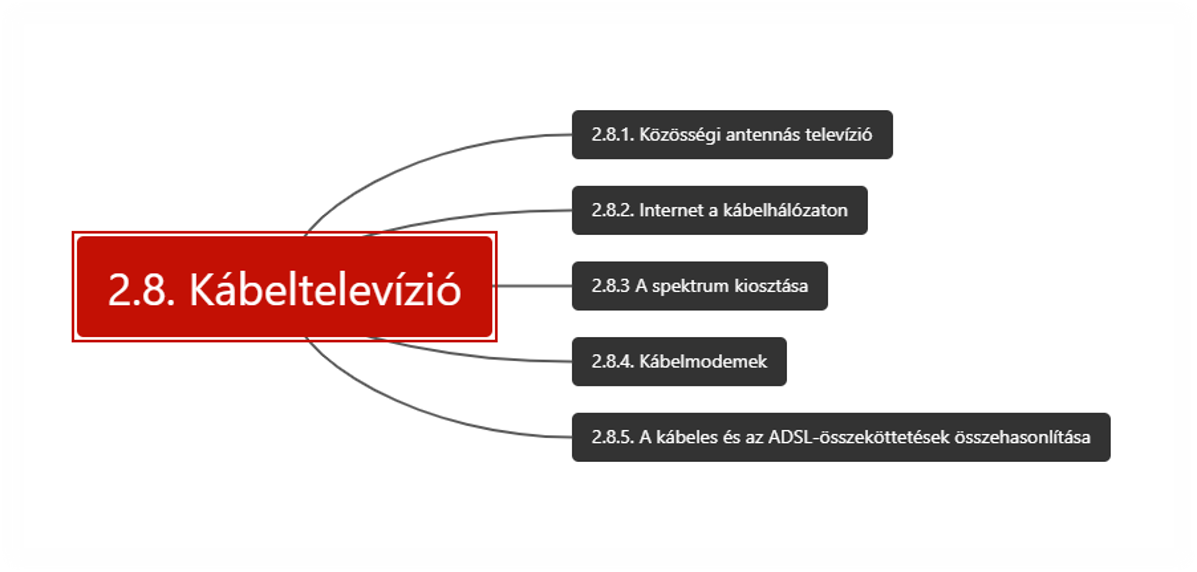 2.8. Kábeltelevízió
2.8.1. Közösségi antennás televízió
2.8.2. Internet a kábelhálózaton
2.8.3 A spektrum kiosztása
2.8.4. Kábelmodemek
2.8.5. A kábeles és az ADSL-összeköttetések összehasonlítása